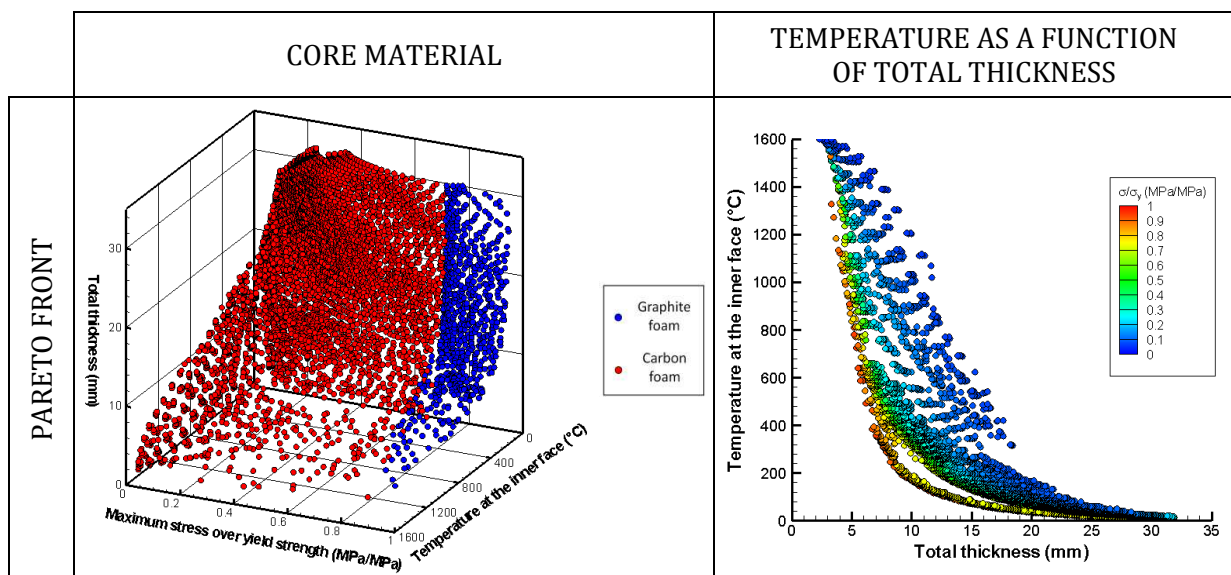 CORE MATERIAL
TEMPERATURE AS A FUNCTION
OF TOTAL THICKNESS
PARETO FRONT
Total thickness (mm)
30
20
10
0
0
0.2
0.4
0.6
0.8
1
Maximum stress over yield strength (MPa/MPa)
1600
1200
800
400
0
Temperature at the inner face (°C)
Graphite
foam
Carbon
foam
Temperature at the inner face (°C)
1600
1400
1200
1000
800
600
400
200
0
0 5 10 15 20 25 30 35
Total thickness (mm)
σ/σy (MPa/MPa)
1
0.9
0.8
0.7
0.6
0.5
0.4
0.3
0.2
0.1
0